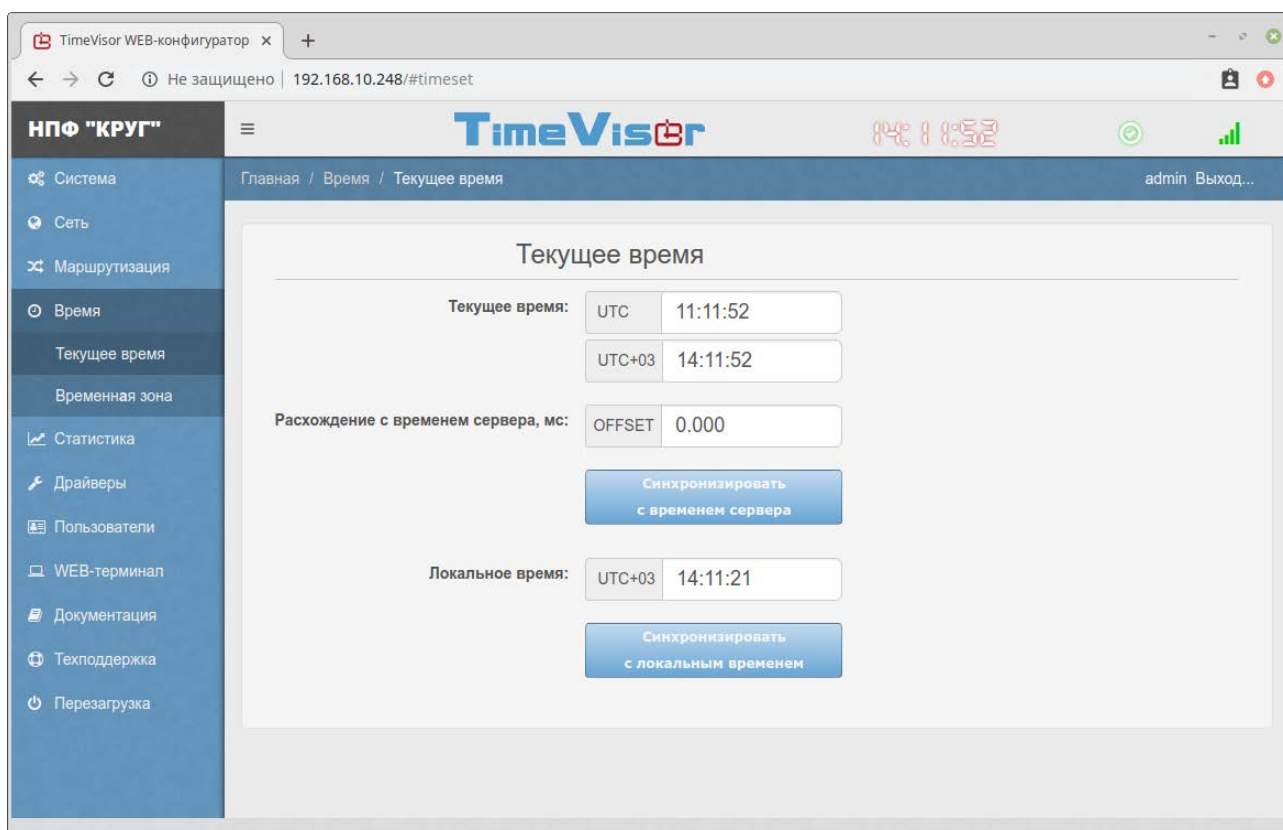 TimeVisor WEB-конфигуратор
Не защищено | 192.168.10.248/#timeset
НПФ "КРУГ"
TimeVisor
14:11:52
Система
Главная / Время / Текущее время
admin Выход...
Сеть
Маршрутизация
Время
Текущее время
Временная зона
Статистика
Драйверы
Пользователи
WEB-терминал
Документация
Техподдержка
Перезагрузка
Текущее время
Текущее время:
UTC 11:11:52
UTC+03 14:11:52
Расхождение с временем сервера, мс:
OFFSET 0.000
Синхронизировать
с временем сервера
Локальное время:
UTC+03 14:11:21
Синхронизировать
с локальным временем